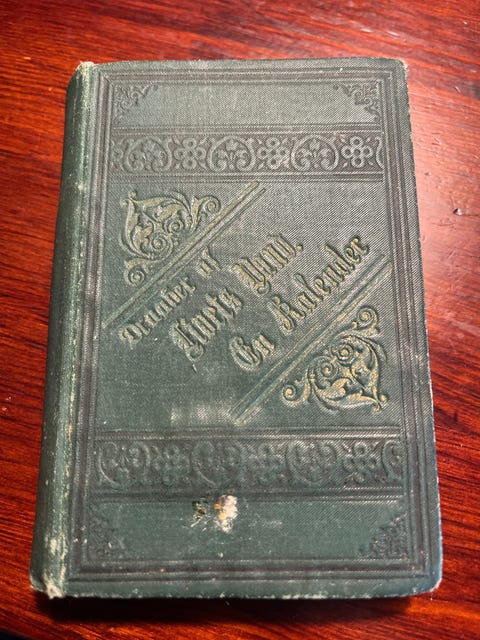 Draaber af
Livets Vand.
En Kalender